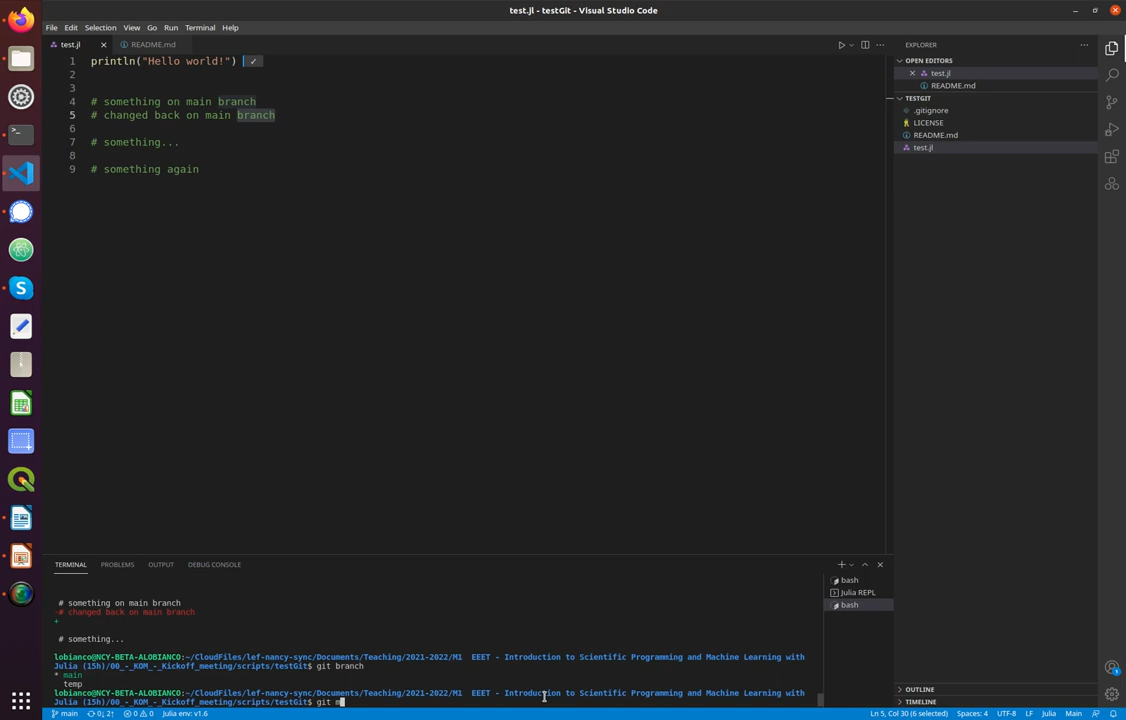 test.jl - testGit - Visual Studio Code
File Edit Selection View Go Run Terminal Help
test.jl README.md
1 println("Hello world!") ✓
2
3
4 # something on main branch
5 # changed back on main branch
6
7 # something...
8
9 # something again
EXPLORER
OPEN EDITORS
test.jl
README.md
TESTGIT
.gitignore
LICENSE
README.md
test.jl
OUTLINE
TIMELINE
TERMINAL PROBLEMS OUTPUT DEBUG CONSOLE
bash
Julia REPL
bash
# something on main branch
-# changed back on main branch
+
# something...
lobianco@NCY-BETA-ALOBIANCO:~/CloudFiles/lef-nancy-sync/Documents/Teaching/2021-2022/M1 EEET - Introduction to Scientific Programming and Machine Learning with
Julia (15h)/00_-_KOM_-_Kickoff_meeting/scripts/testGit$ git branch
* main
temp
lobianco@NCY-BETA-ALOBIANCO:~/CloudFiles/lef-nancy-sync/Documents/Teaching/2021-2022/M1 EEET - Introduction to Scientific Programming and Machine Learning with
Julia (15h)/00_-_KOM_-_Kickoff_meeting/scripts/testGit$ git m
main 0↓ 2↑ 0 0 Julia env: v1.6 Ln 5, Col 30 (6 selected) Spaces: 4 UTF-8 LF Julia Main